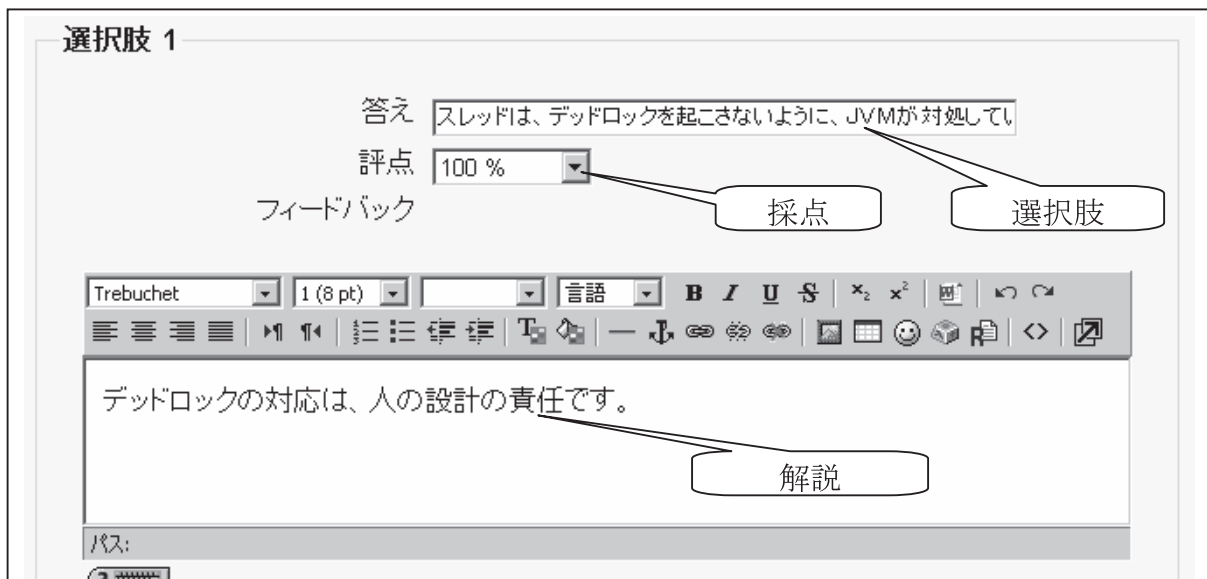 選択肢 1
答え スレッドは、デッドロックを起こさないように、JVMが対処してい
評点 100 %
採点
選択肢
フィードバック
Trebuchet 1 (8 pt) 言語 B I U S ×₂ x²
デッドロックの対応は、人の設計の責任です。
解説
パス: